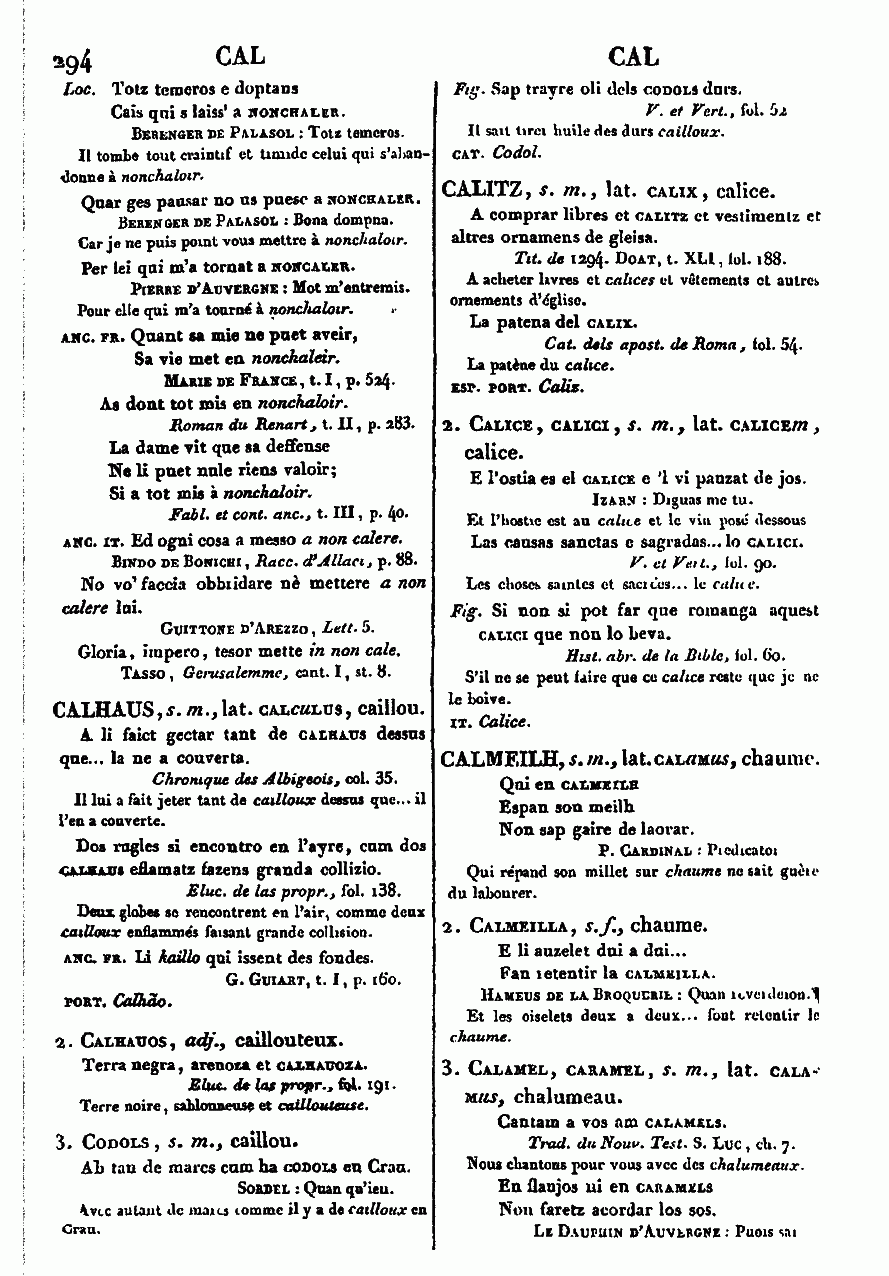 294 CAL
Loc. Totz temeros e doptans
Cais qui s laiss' a NONCHALER.
BERENGER DE PALASOL : Totz temeros.
Il tombe tout craintif et timide celui qui s'aban-
donne à nonchaloir.
Quar ges pausar no us puesc a NONCHALER.
BERENGER DE PALASOL : Bona dompna.
Car je ne puis point vous mettre à nonchaloir.
Per lei qui m'a tornat a NONCALER.
PIERRE D'AUVERGNE : Mot m'entremis.
Pour elle qui m'a tourné à nonchaloir.
ANC. FR. Quant sa mie ne puet aveir,
Sa vie met en nonchaleir.
MARIE DE FRANCE, t. I, p. 524.
As dont tot mis en nonchaloir.
Roman du Renart, t. II, p. 283.
La dame vit que sa deffense
Ne li puet nule riens valoir;
Si a tot mis à nonchaloir.
Fabl. et cont. anc., t. III, p. 40.
ANC. IT. Ed ogni cosa a messo a non calere.
BINDO DE BONICHI, Racc. d'Allaci, p. 88.
No vo' faccia obbiidare nè mettere a non
calere lui.
GUITTONE D'AREZZO, Lett. 5.
Gloria, impero, tesor mette in non cale.
TASSO, Gerusalemme, cant. I, st. 8.
CALHAUS, s. m., lat. CALCULUS, caillou.
A li faict gectar tant de CALHAUS dessus
que... la ne a couverta.
Chronique des Albigeois, col. 35.
Il lui a fait jeter tant de cailloux dessus que... il
l'en a couverte.
Dos rugles si encontro en l'ayre, cum dos
CALHAUS eflamatz fazens granda collizio.
Eluc. de las propr., fol. 138.
Deux globes se rencontrent en l'air, comme deux
cailloux enflammés faisant grande collision.
ANC. FR. Li kaillo qui issent des fondes.
G. GUIART, t. I, p. 160.
PORT. Calhão.
2. CALHAUOS, adj., caillouteux.
Terra negra, arenoza et CALHAUOZA.
Eluc. de las propr., fol. 191.
Terre noire, sablonneuse et caillouteuse.
3. CODOLS, s. m., caillou.
Ab tan de marcs cum ha CODOLS en Crau.
SORDEL : Quan qu'ieu.
Avec autant de marcs comme il y a de cailloux en
Crau.
CAL
Fig. Sap trayre oli dels CODOLS durs.
V. et Vert., fol. 52
Il sait tirer huile des durs cailloux.
CAT. Codol.
CALITZ, s. m., lat. CALIX, calice.
A comprar libres et CALITZ et vestimentz et
altres ornamens de gleisa.
Tit. de 1294. DOAT, t. XLI, fol. 188.
A acheter livres et calices et vêtements et autres
ornements d'église.
La patena del CALIX.
Cat. dels apost. de Roma, fol. 54.
La patène du calice.
ESP. PORT. Caliz.
2. CALICE, CALICI, s. m., lat. CALICEm,
calice.
E l'ostia es el CALICE e 'l vi pauzat de jos.
IZARN : Diguas me tu.
Et l'hostie est au calice et le vin posé dessous
Las causas sanctas e sagradas... lo CALICI.
V. et Vert., fol. 90.
Les choses saintes et sacrées... le calice.
Fig. Si non si pot far que romanga aquest
CALICI que non lo beva.
Hist. abr. de la Bible, fol. 60.
S'il ne se peut faire que ce calice reste que je ne
le boive.
IT. Calice.
CALMEILH, s. m., lat. CALaMUS, chaume.
Qui en CALMEILH
Espan son meilh
Non sap gaire de laorar.
P. CARDINAL : Predicator
Qui répand son millet sur chaume ne sait guère
du labourer.
2. CALMEILLA, s. f., chaume.
E li auzelet dui a dui...
Fan retentir la CALMEILLA.
HAMEUS DE LA BROQUERIE : Quan reverdeion.
Et les oiselets deux a deux... font retentir le
chaume.
3. CALAMEL, CARAMEL, s. m., lat. CALA-
MUS, chalumeau.
Cantam a vos am CALAMELS.
Trad. du Nouv. Test. S. LUC, ch. 7.
Nous chantons pour vous avec des chalumeaux.
En flaujos ni en CARAMELS
Non faretz acordar los sos.
LE DAUPHIN D'AUVERGNE : Puois sai